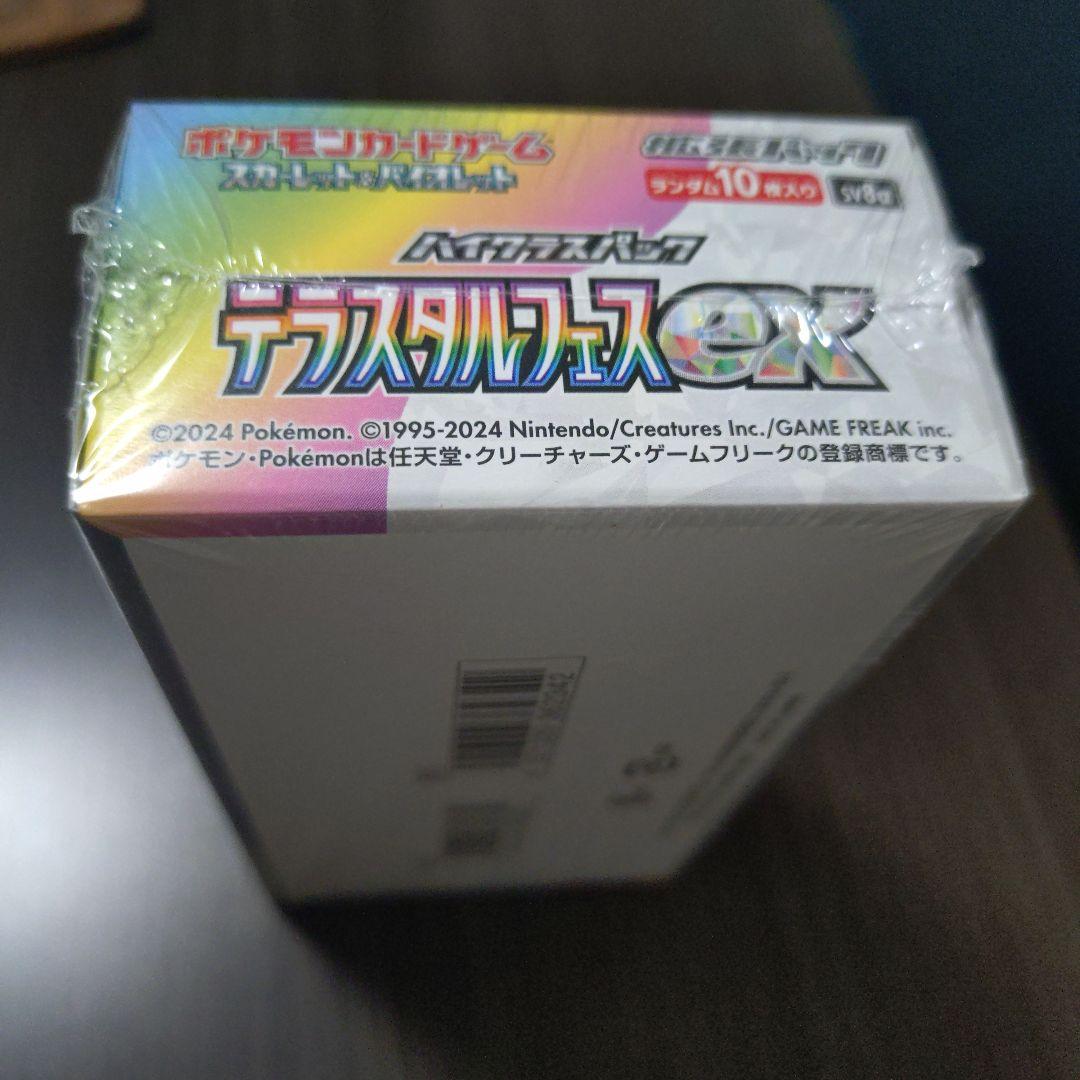 ポケモンカードゲーム
スカーレット&バイオレット
拡張パック
ランダム10枚入り SV8a
ハイクラスパック
テラスタルフェスex
©2024 Pokémon. ©1995-2024 Nintendo/Creatures Inc./GAME FREAK inc.
ポケモン・Pokémonは任天堂・クリーチャーズ・ゲームフリークの登録商標です。